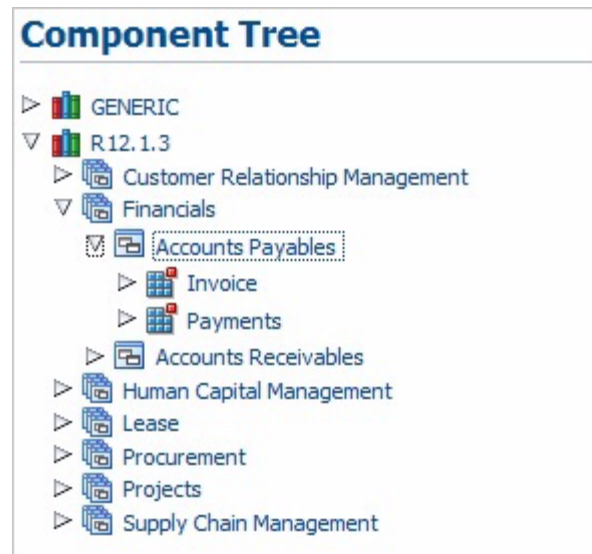 Component Tree
GENERIC
R12.1.3
Customer Relationship Management
Financials
Accounts Payables
Invoice
Payments
Accounts Receivables
Human Capital Management
Lease
Procurement
Projects
Supply Chain Management